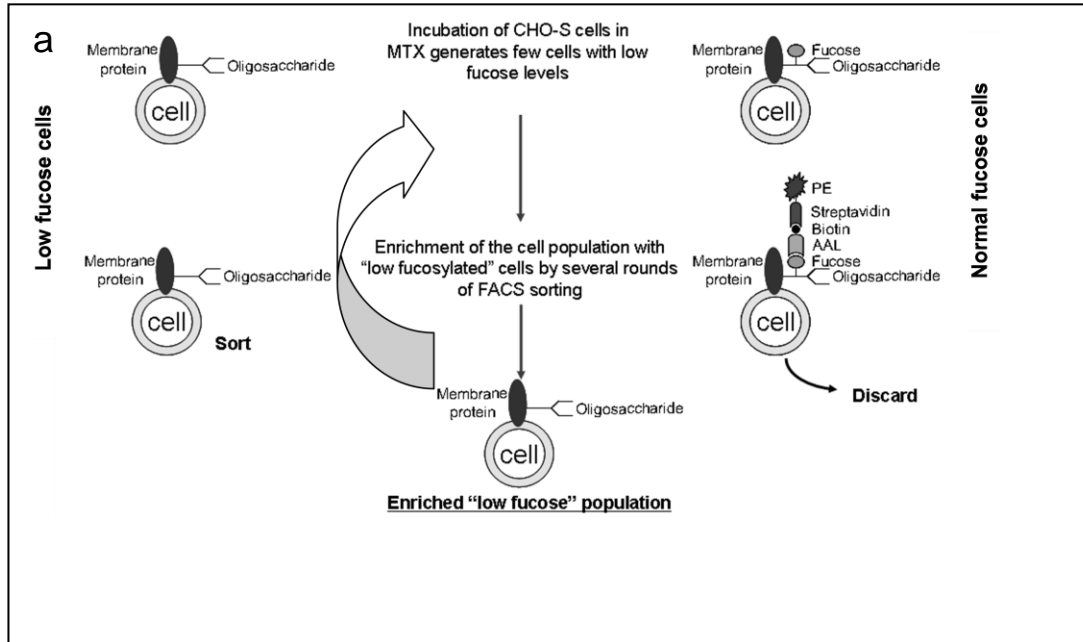 a
Incubation of CHO-S cells in
MTX generates few cells with low
fucose levels
Membrane
protein
Oligosaccharide
cell
Low fucose cells
Fucose
Membrane
protein
Oligosaccharide
cell
Normal fucose cells
Enrichment of the cell population with
"low fucosylated" cells by several rounds
of FACS sorting
Membrane
protein
Oligosaccharide
cell
Sort
PE
Streptavidin
Biotin
AAL
Fucose
Membrane
protein
Oligosaccharide
cell
Discard
Membrane
protein
Oligosaccharide
cell
Enriched "low fucose" population